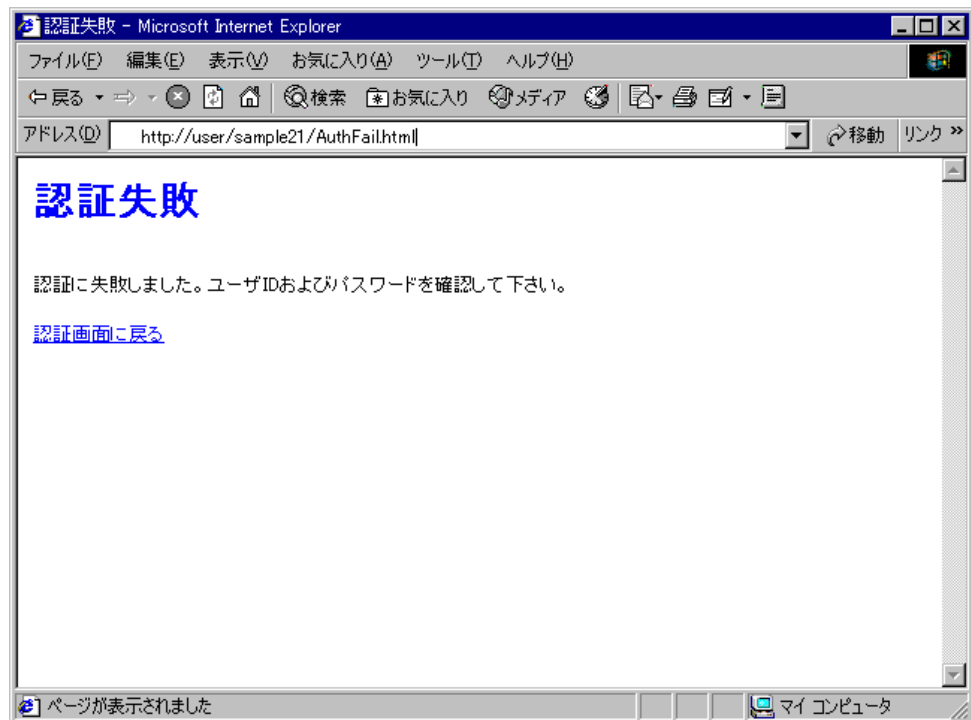 認証失敗 - Microsoft Internet Explorer
ファイル(F) 編集(E) 表示(V) お気に入り(A) ツール(T) ヘルプ(H)
戻る 検索 お気に入り メディア
アドレス(D) http://user/sample21/AuthFail.html 移動 リンク »
認証失敗
認証に失敗しました。ユーザIDおよびパスワードを確認して下さい。
認証画面に戻る
ページが表示されました マイ コンピュータ